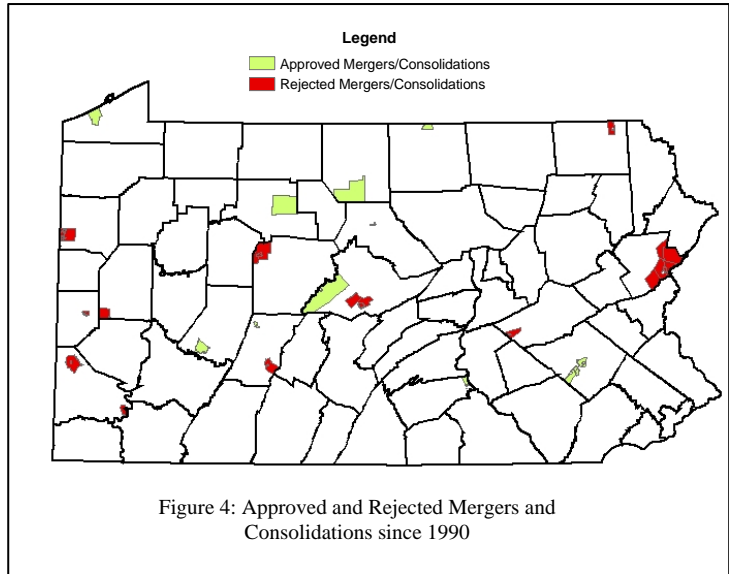 Legend
Approved Mergers/Consolidations
Rejected Mergers/Consolidations
Figure 4: Approved and Rejected Mergers and
Consolidations since 1990